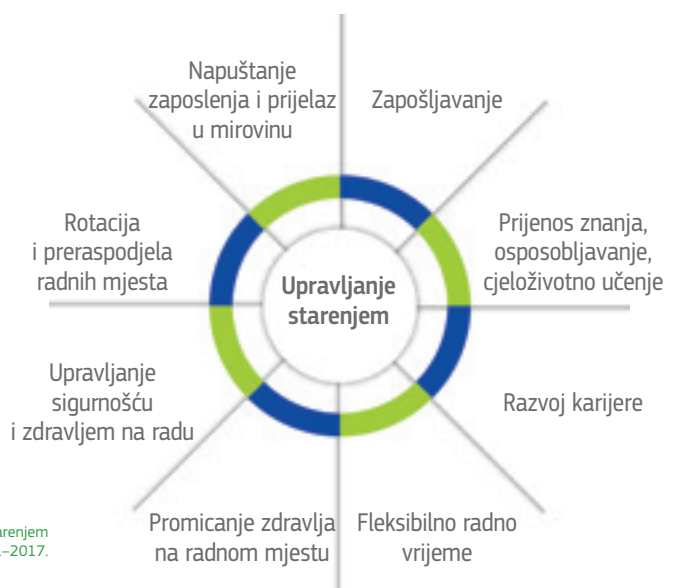 Napuštanje
zaposlenja i prijelaz
u mirovinu
Zapošljavanje
Prijenos znanja,
osposobljavanje,
cjeloživotno učenje
Razvoj karijere
Fleksibilno radno
vrijeme
Promicanje zdravlja
na radnom mjestu
Upravljanje
sigurnošću
i zdravljem na radu
Rotacija
i preraspodjela
radnih mjesta
Upravljanje
starenjem
–2017.